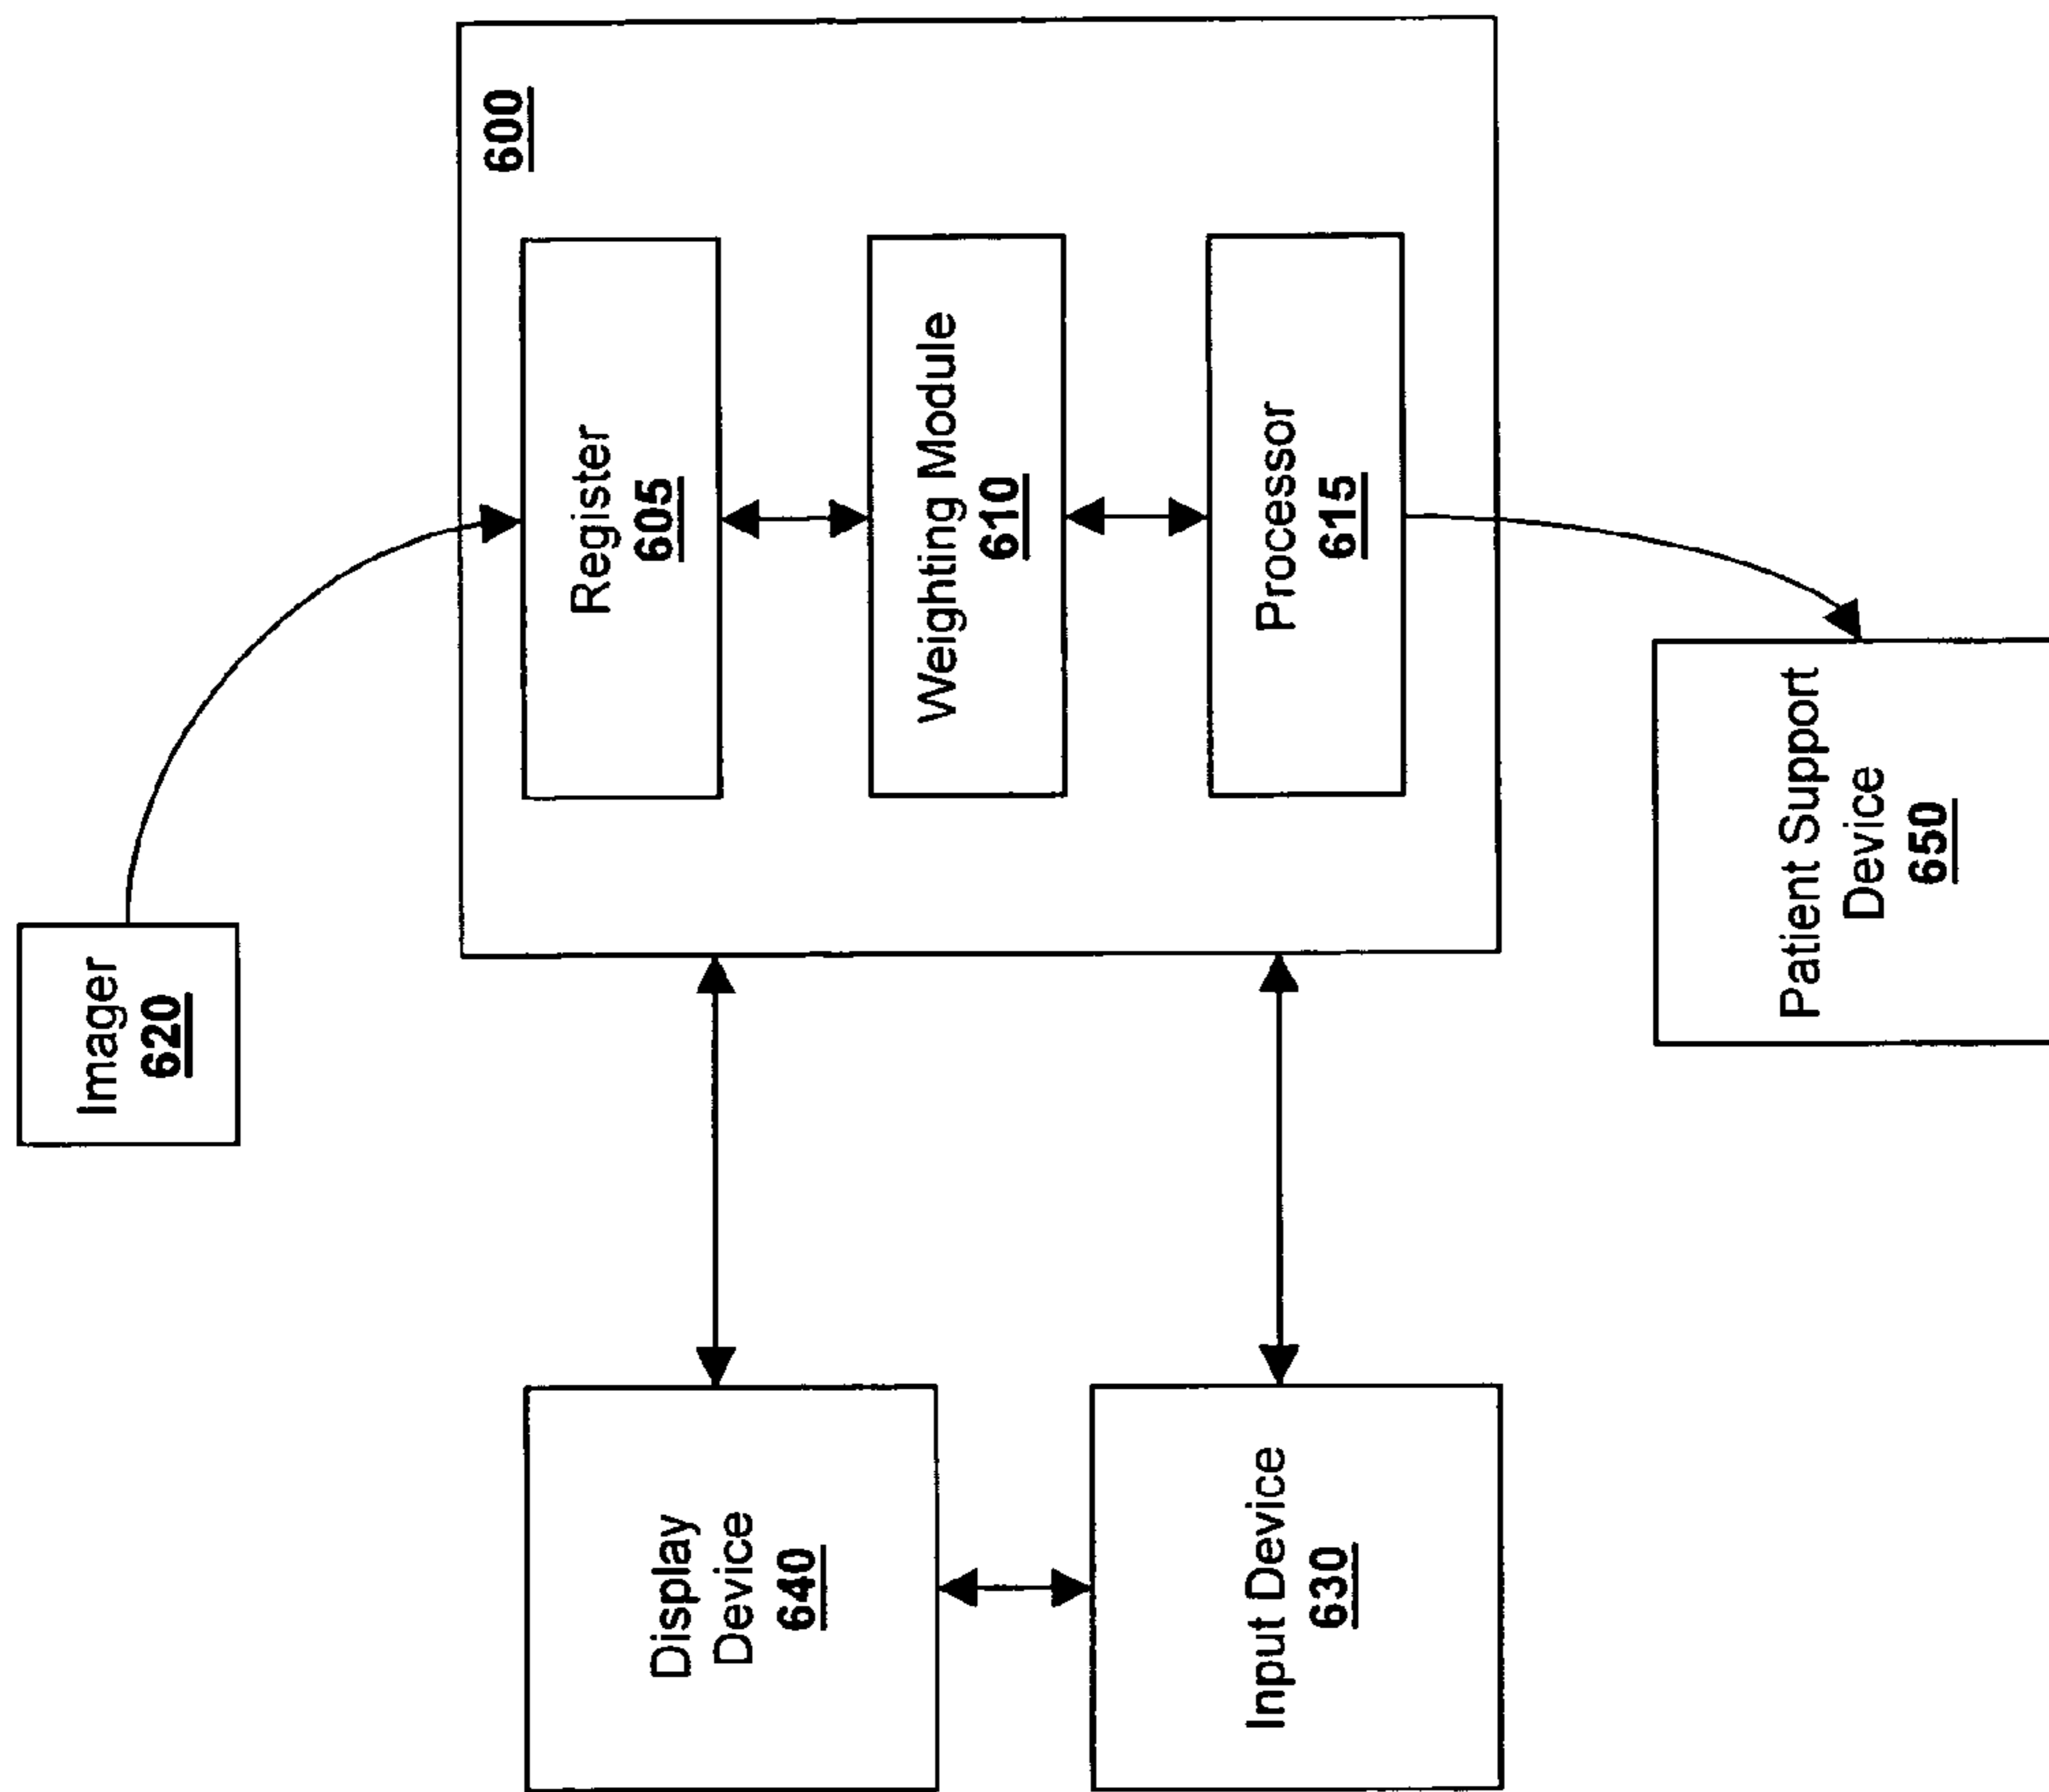 Imager
620
600
Register
605
Weighting Module
610
Processor
615
Display
Device
640
Input Device
630
Patient Support
Device
650